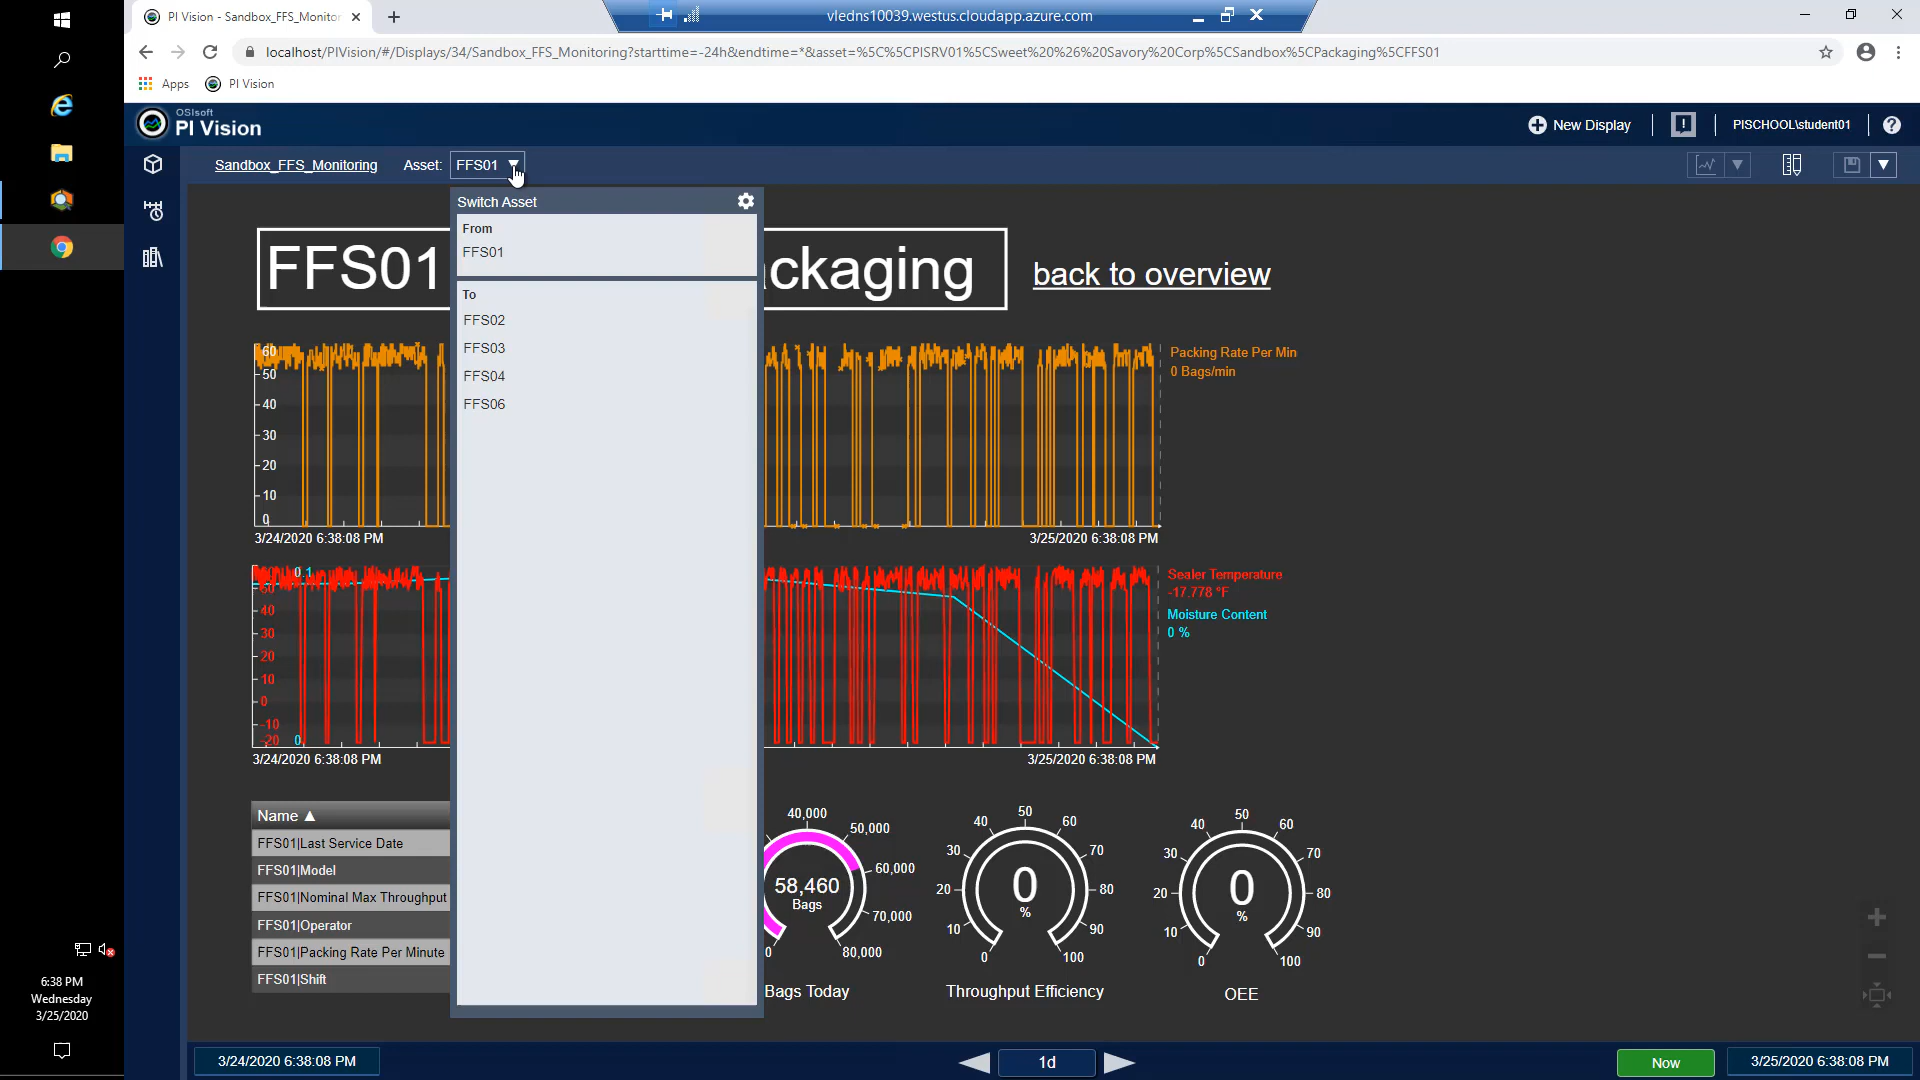 PI Vision - Sandbox_FFS_Monitor
vledns10039.westus.cloudapp.azure.com
localhost/PIVision/#/Displays/34/Sandbox_FFS_Monitoring?starttime=-24h&endtime=*&asset=%5C%5CPISRV01%5CSweet%20%26%20Savory%20Corp%5CSandbox%5CPackaging%5CFFS01
Apps PI Vision
OSIsoft
PI Vision
New Display PISCHOOL\student01
Sandbox_FFS_Monitoring Asset: FFS01
Switch Asset
From
FFS01
To
FFS02
FFS03
FFS04
FFS06
FFS01 ackaging back to overview
60
50
40
30
20
10
0
3/24/2020 6:38:08 PM 3/25/2020 6:38:08 PM
Packing Rate Per Min
0 Bags/min
60
40
30
20
10
0
-10
-20 0
3/24/2020 6:38:08 PM 3/25/2020 6:38:08 PM
Sealer Temperature
-17.778 °F
Moisture Content
0 %
Name ▲
FFS01|Last Service Date
FFS01|Model
FFS01|Nominal Max Throughput
FFS01|Operator
FFS01|Packing Rate Per Minute
FFS01|Shift
40,000
50,000
60,000
70,000
80,000
0
58,460
Bags
Bags Today
0
10
20
30
40
50
60
70
80
90
100
0
%
Throughput Efficiency
0
10
20
30
40
50
60
70
80
90
100
0
%
OEE
3/24/2020 6:38:08 PM 1d Now 3/25/2020 6:38:08 PM
6:38 PM
Wednesday
3/25/2020